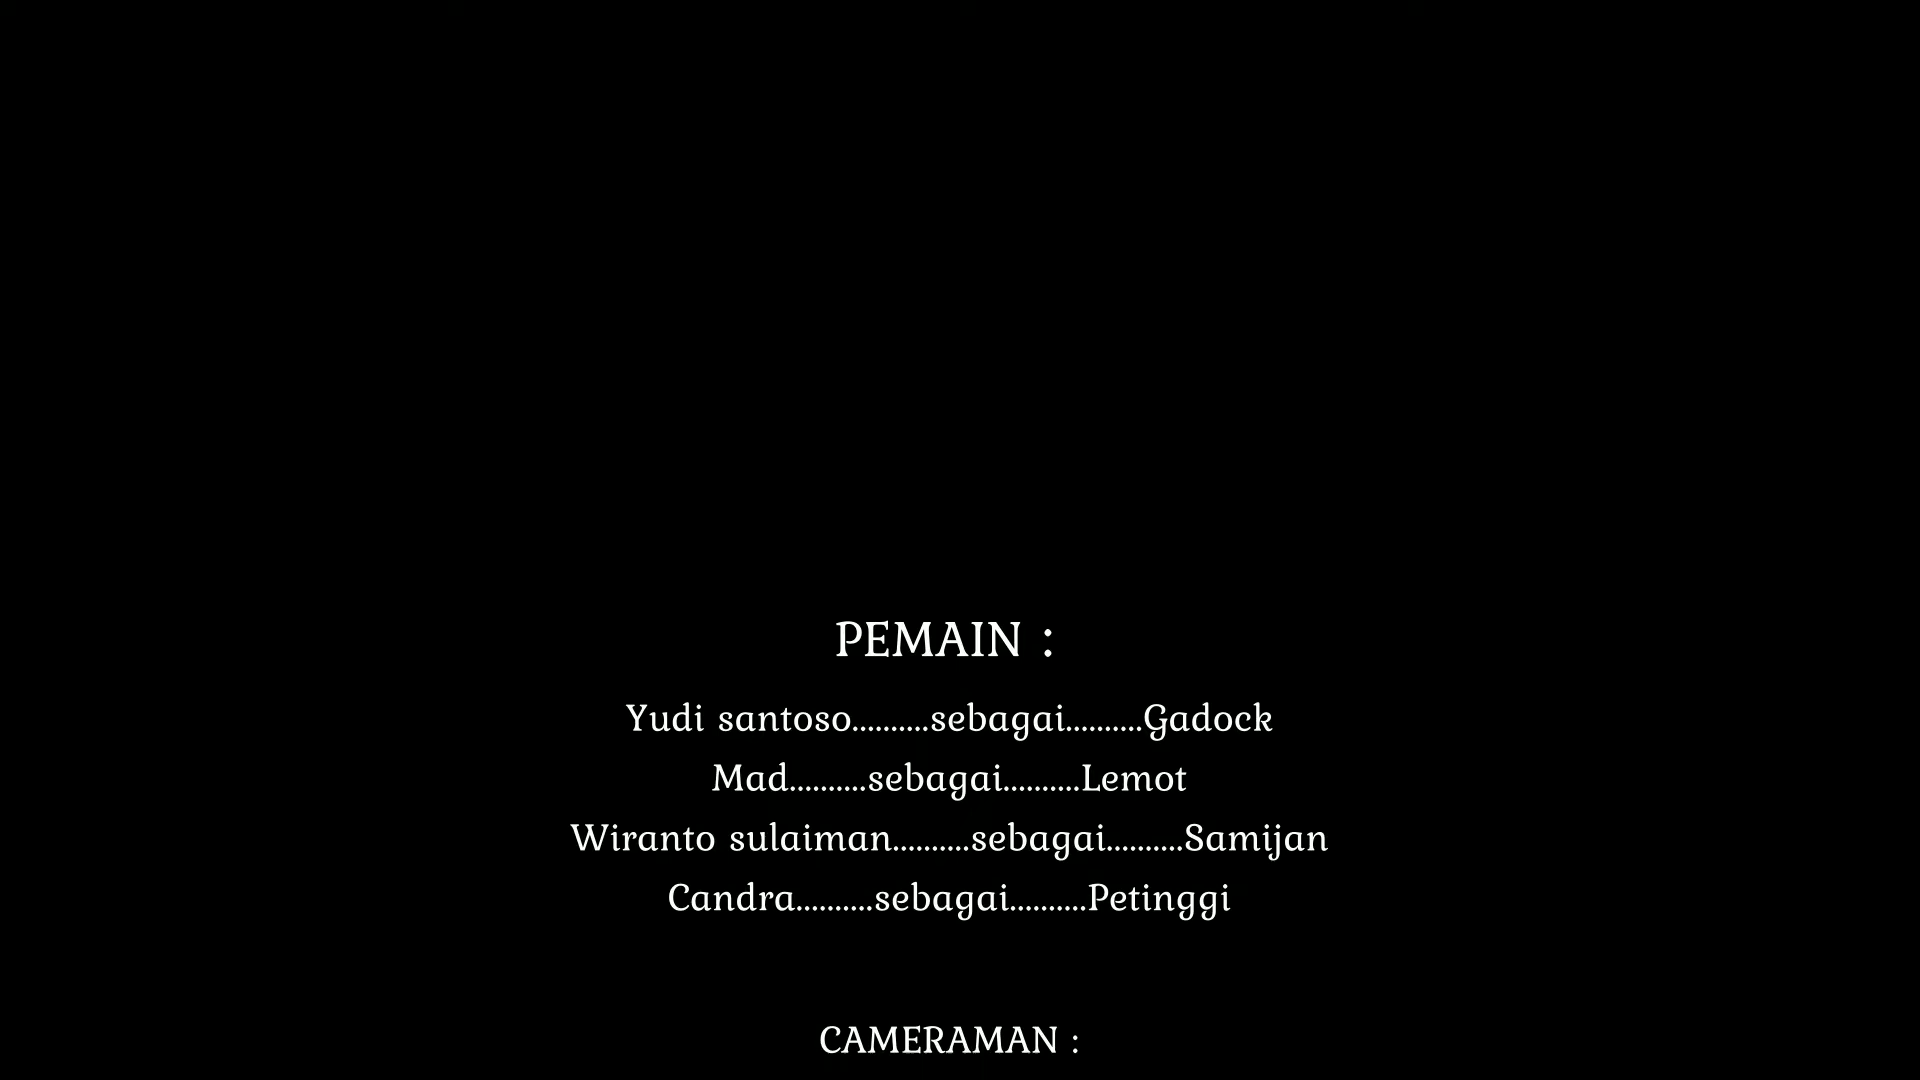 PEMAIN :
Yudi santoso..........sebagai..........Gadock
Mad..........sebagai..........Lemot
Wiranto sulaiman..........sebagai..........Samijan
Candra..........sebagai..........Petinggi
CAMERAMAN :